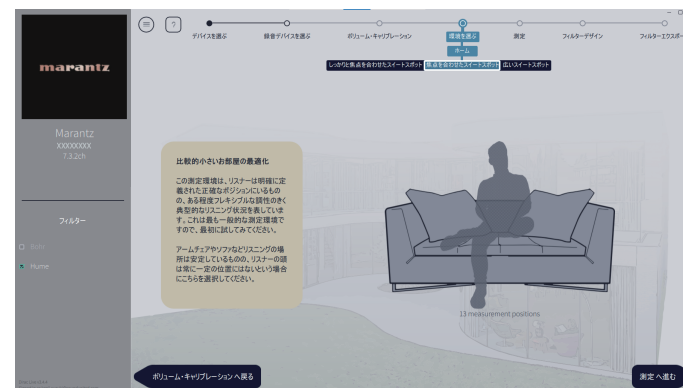 marantz
Marantz
XXXXXXXX
7.3.2ch
フィルター
Home
?
デバイスを選ぶ
録音デバイスを選ぶ
ボリューム・キャリブレーション
環境を選ぶ
測定
フィルターデザイン
フィルターエクスポー
ホーム
しっかりと焦点を合わせたスイートスポット
焦点を合わせたスイートスポット
広いスイートスポット
比較的小さいお部屋の最適化
この測定環境は、リスナーは明確に定
義された正確なポジションにいるもの
の、ある程度フレキシブルな調性のきく
典型的なリスニング状況を表していま
す。これは最も一般的な測定環境で
すので、最初に試してみてください。
アームチェアやソファなどリスニングの場
所は安定しているものの、リスナーの頭
は常に一定の位置にはないという場合
にこちらを選択してください。
13 measurement positions
ボリューム・キャリブレーション へ戻る
測定 へ進む